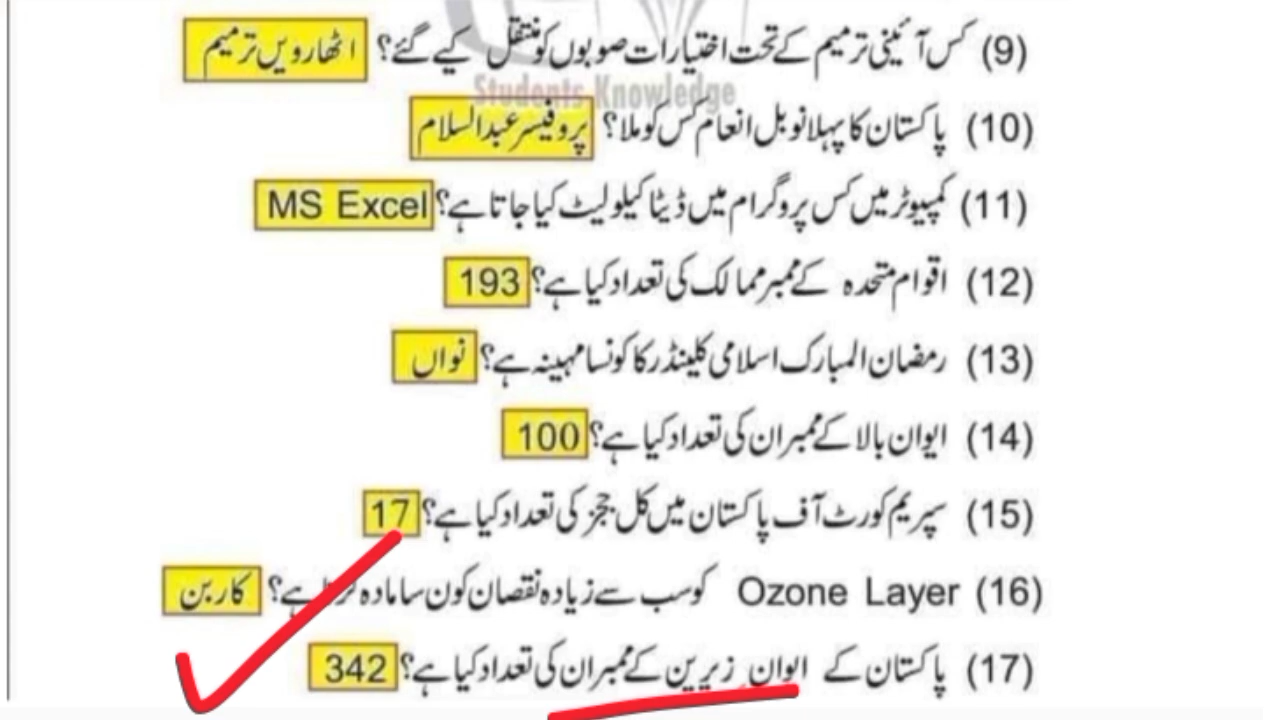 (9) کس آئینی ترمیم کے تحت اختیارات صوبوں کو منتقل کیے گئے؟ اٹھارویں ترمیم
Students Knowledge
(10) پاکستان کا پہلا نوبل انعام کس کو ملا؟ پروفیسر عبدالسلام
(11) کمپیوٹر میں کس پروگرام میں ڈیٹا کیلولیٹ کیا جاتا ہے؟ MS Excel
(12) اقوام متحدہ کے ممبر ممالک کی تعداد کیا ہے؟ 193
(13) رمضان المبارک اسلامی کلینڈر کا کونسا مہینہ ہے؟ نواں
(14) ایوان بالا کے ممبران کی تعداد کیا ہے؟ 100
(15) سپریم کورٹ آف پاکستان میں کل ججز کی تعداد کیا ہے؟ 17
(16) Ozone Layer کو سب سے زیادہ نقصان کون سا مادہ کرتا ہے؟ کاربن
(17) پاکستان کے ایوان زیریں کے ممبران کی تعداد کیا ہے؟ 342